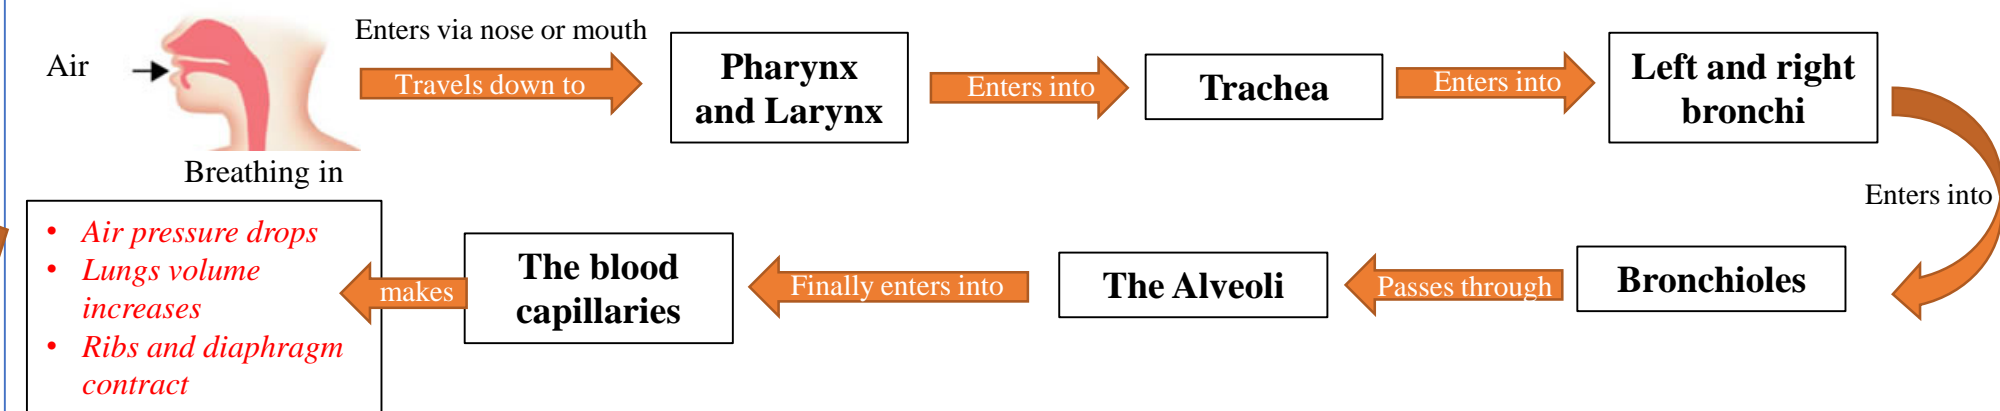 Air
Enters via nose or mouth
Travels down to
Pharynx
and Larynx
Enters into
Trachea
Enters into
Left and right
bronchi
Breathing in
Enters into
Bronchioles
Passes through
The Alveoli
Finally enters into
The blood
capillaries
makes
• Air pressure drops
• Lungs volume
increases
• Ribs and diaphragm
contract